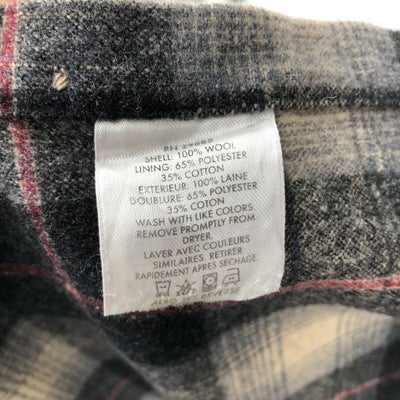 SHELL: 100% WOOL
LINING: 65% POLYESTER
35% COTTON
EXTERIEUR: 100% LAINE
DOUBLURE: 65% POLYESTER
35% COTON
WASH WITH LIKE COLORS.
REMOVE PROMPTLY FROM
DRYER.
LAVER AVEC COULEURS
SIMILAIRES. RETIRER
RAPIDEMENT APRES SECHAGE.
REVERSE